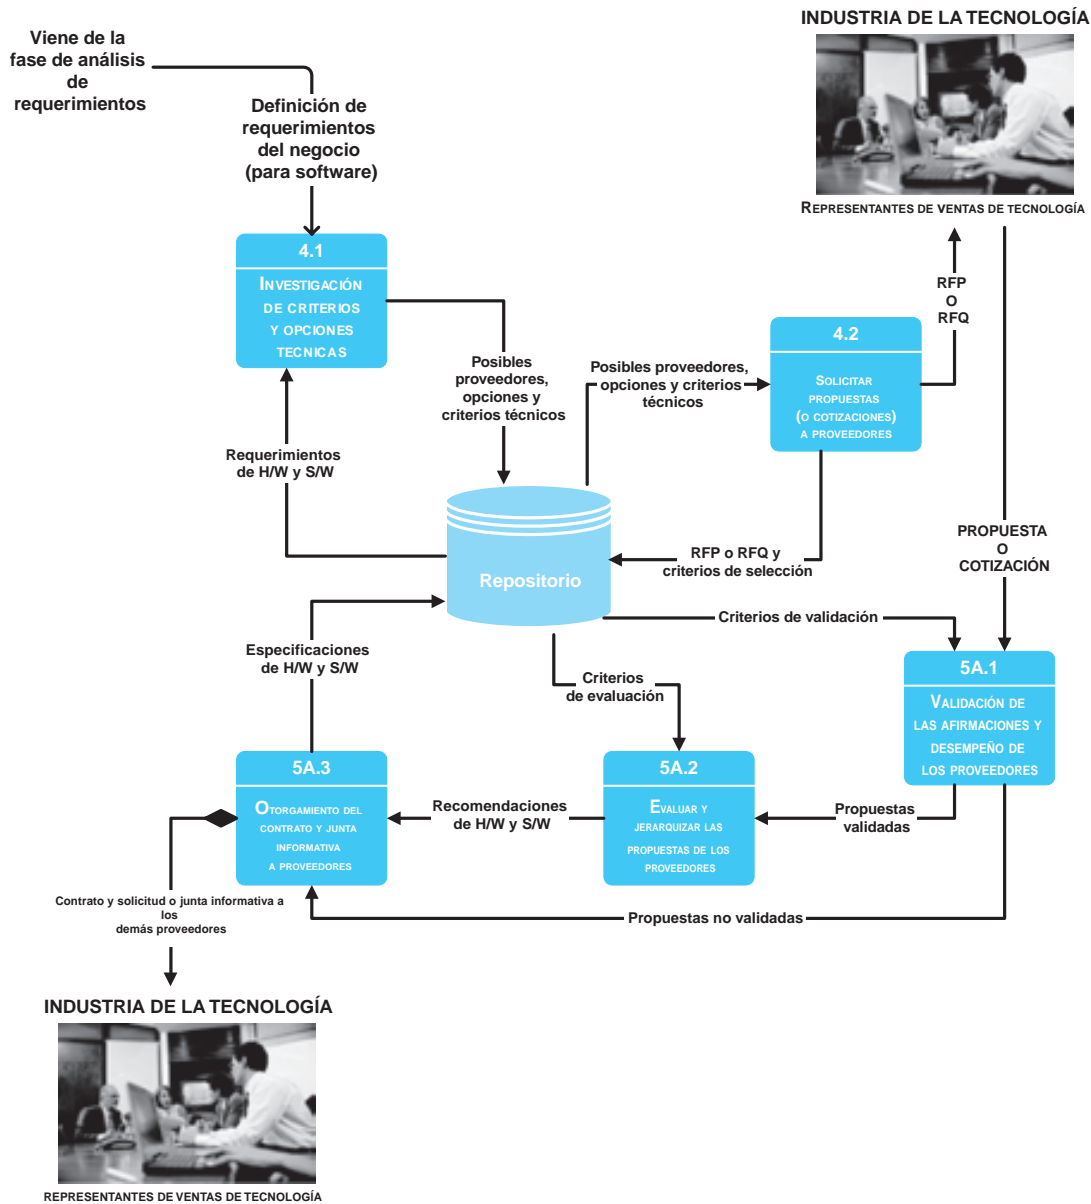 INDUSTRIA DE LA TECNOLOGÍA
REPRESENTANTES DE VENTAS DE TECNOLOGÍA
Viene de la
fase de análisis
de
requerimientos
Definición de
requerimientos
del negocio
(para software)
4.1
INVESTIGACIÓN
DE CRITERIOS
Y OPCIONES
TECNICAS
Posibles
proveedores,
opciones y
criterios técnicos
Posibles proveedores,
opciones y criterios
técnicos
4.2
SOLICITAR
PROPUESTAS
(O COTIZACIONES)
A PROVEEDORES
RFP
O
RFQ
Requerimientos
de H/W y S/W
Repositorio
RFP o RFQ y
criterios de selección
PROPUESTA
O
COTIZACIÓN
Criterios de validación
Especificaciones
de H/W y S/W
Criterios
de evaluación
5A.1
VALIDACIÓN DE
LAS AFIRMACIONES Y
DESEMPEÑO DE
LOS PROVEEDORES
5A.3
OTORGAMIENTO DEL
CONTRATO Y JUNTA
INFORMATIVA
A PROVEEDORES
Recomendaciones
de H/W y S/W
5A.2
EVALUAR Y
JERARQUIZAR LAS
PROPUESTAS DE LOS
PROVEEDORES
Propuestas
validadas
Contrato y solicitud o junta informativa a
los
demás proveedores
Propuestas no validadas
INDUSTRIA DE LA TECNOLOGÍA
REPRESENTANTES DE VENTAS DE TECNOLOGÍA